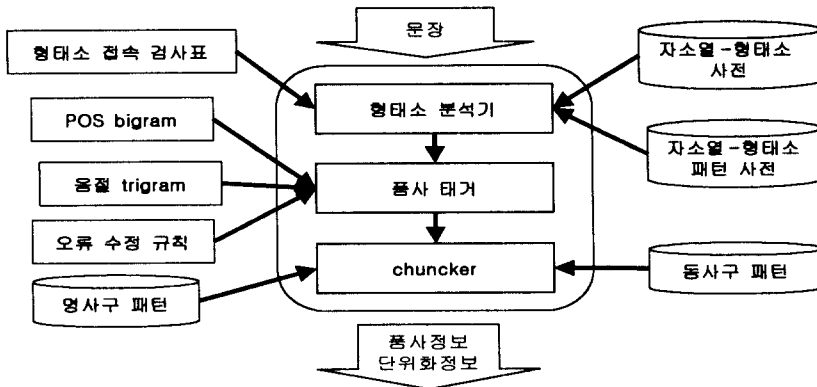 문장
형태소 접속 검사표
자소열-형태소
사전
형태소 분석기
POS bigram
자소열-형태소
패턴 사전
음절 trigram
품사 태거
오류 수정 규칙
chuncker
동사구 패턴
명사구 패턴
품사정보
단위화정보